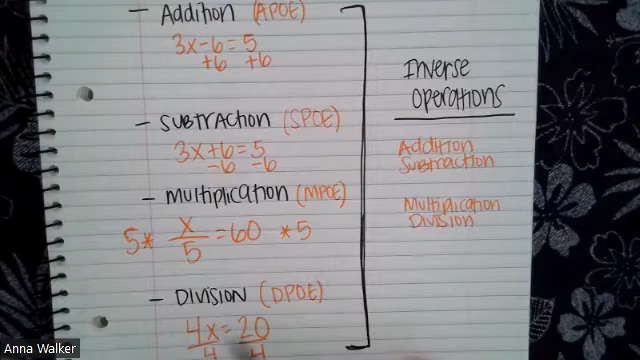 - Addition (APOE)
3x-6=5
+6 +6
- Subtraction (SPOE)
3x+6=5
-6 -6
- Multiplication (MPOE)
5* x/5 =60 *5
- Division (DPOE)
4x=20
4 4
Inverse
Operations
Addition
Subtraction
Multiplication
Division
Anna Walker